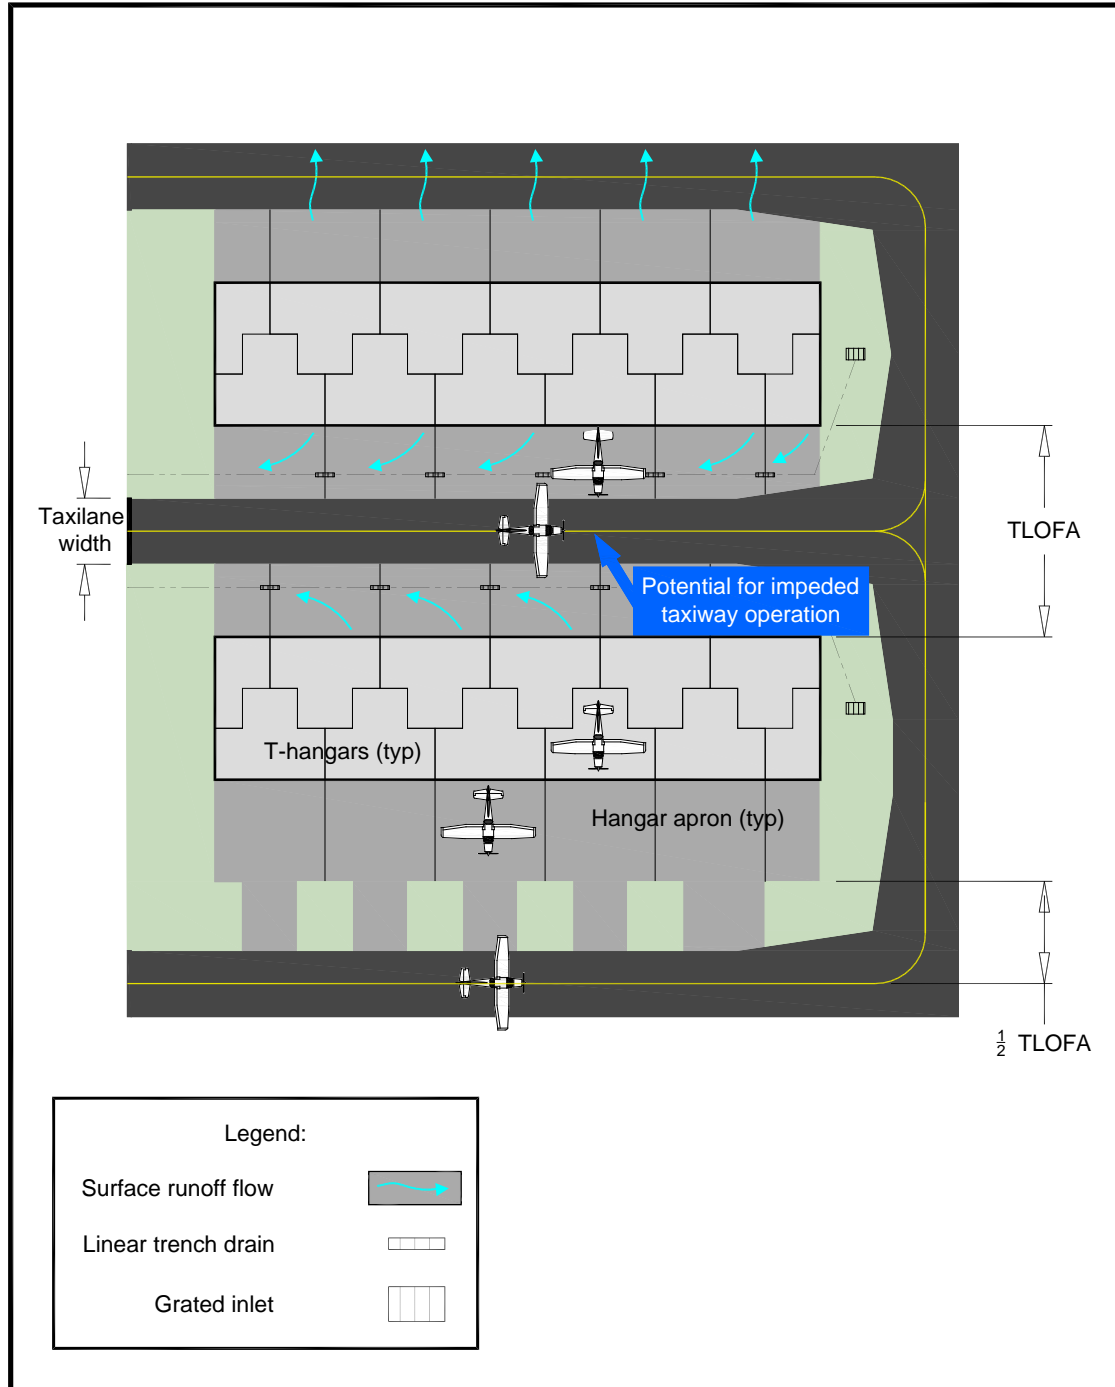 Taxilane
width
TLOFA
Potential for impeded
taxiway operation
T-hangars (typ)
Hangar apron (typ)
½ TLOFA
Legend:
Surface runoff flow
Linear trench drain
Grated inlet